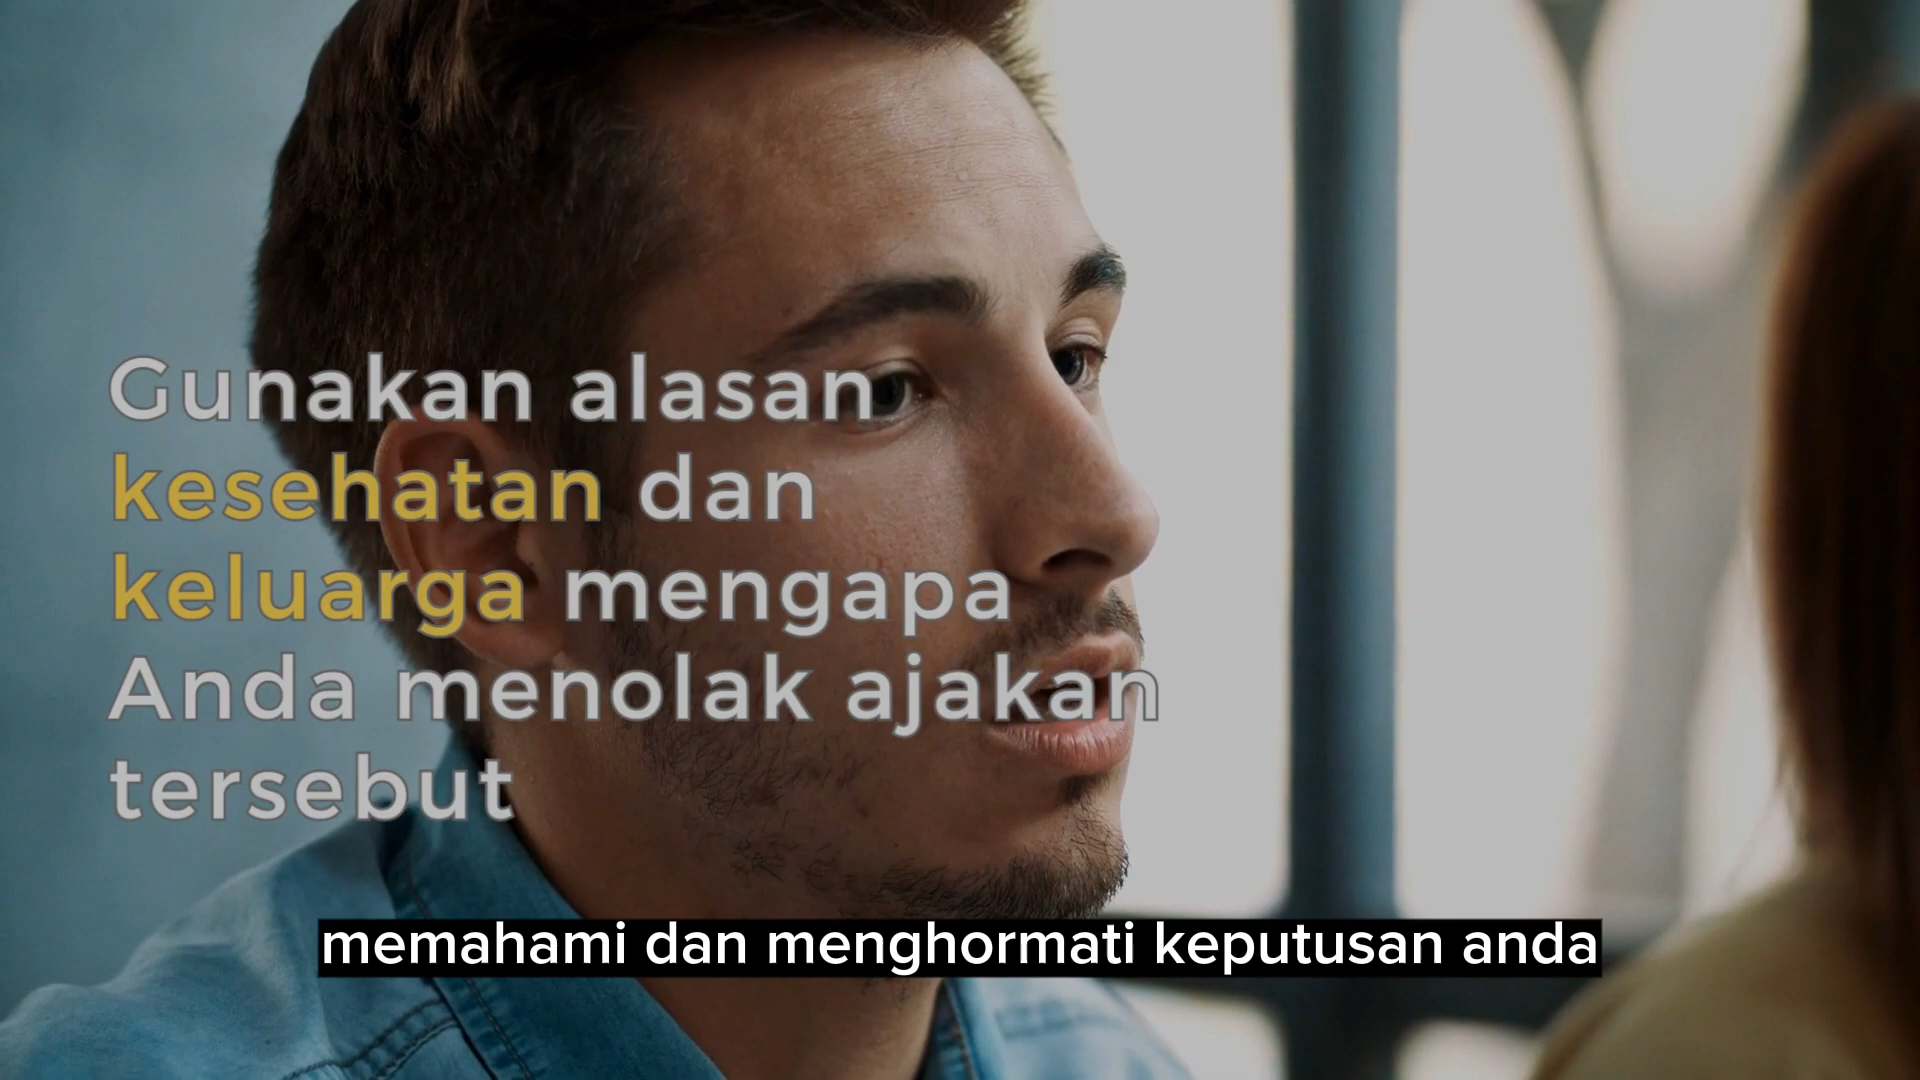 Gunakan alasan
kesehatan dan
keluarga mengapa
Anda menolak ajakan
tersebut
memahami dan menghormati keputusan anda